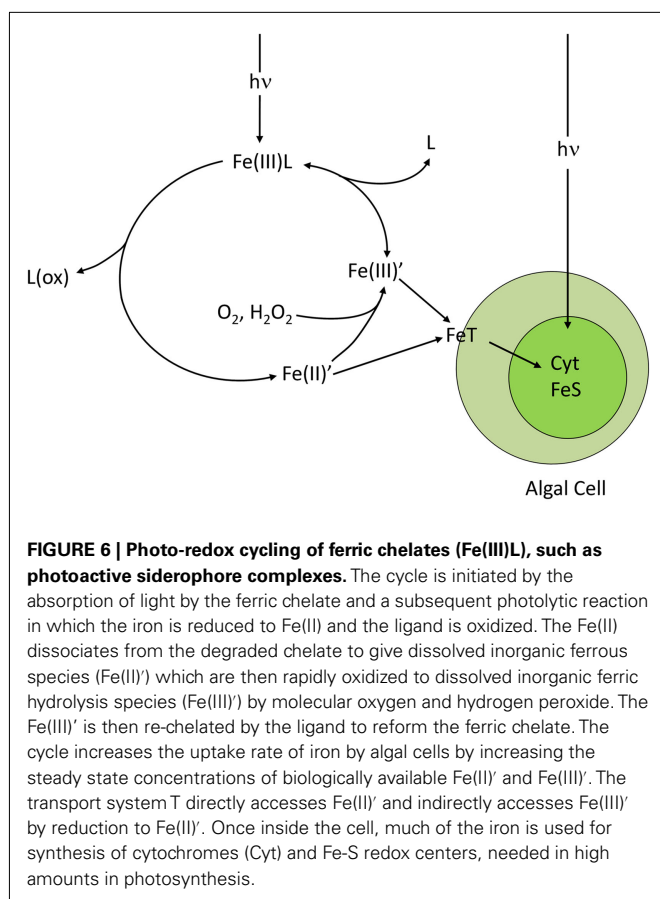 hν
hν
Fe(III)L
L
L(ox)
Fe(III)’
O₂, H₂O₂
FeT
Fe(II)’
Cyt
FeS
Algal Cell
FIGURE 6 | Photo-redox cycling of ferric chelates (Fe(III)L), such as
photoactive siderophore complexes. The cycle is initiated by the
absorption of light by the ferric chelate and a subsequent photolytic reaction
in which the iron is reduced to Fe(II) and the ligand is oxidized. The Fe(II)
dissociates from the degraded chelate to give dissolved inorganic ferrous
species (Fe(II)′) which are then rapidly oxidized to dissolved inorganic ferric
hydrolysis species (Fe(III)′) by molecular oxygen and hydrogen peroxide. The
Fe(III)' is then re-chelated by the ligand to reform the ferric chelate. The
cycle increases the uptake rate of iron by algal cells by increasing the
steady state concentrations of biologically available Fe(II)′ and Fe(III)′. The
transport system T directly accesses Fe(II)′ and indirectly accesses Fe(III)′
by reduction to Fe(II)′. Once inside the cell, much of the iron is used for
synthesis of cytochromes (Cyt) and Fe-S redox centers, needed in high
amounts in photosynthesis.